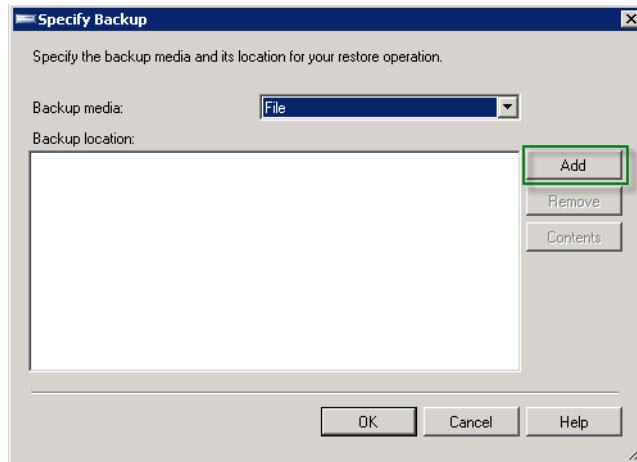 Specify Backup
Specify the backup media and its location for your restore operation.
Backup media:
File
Backup location:
Add
Remove
Contents
OK
Cancel
Help